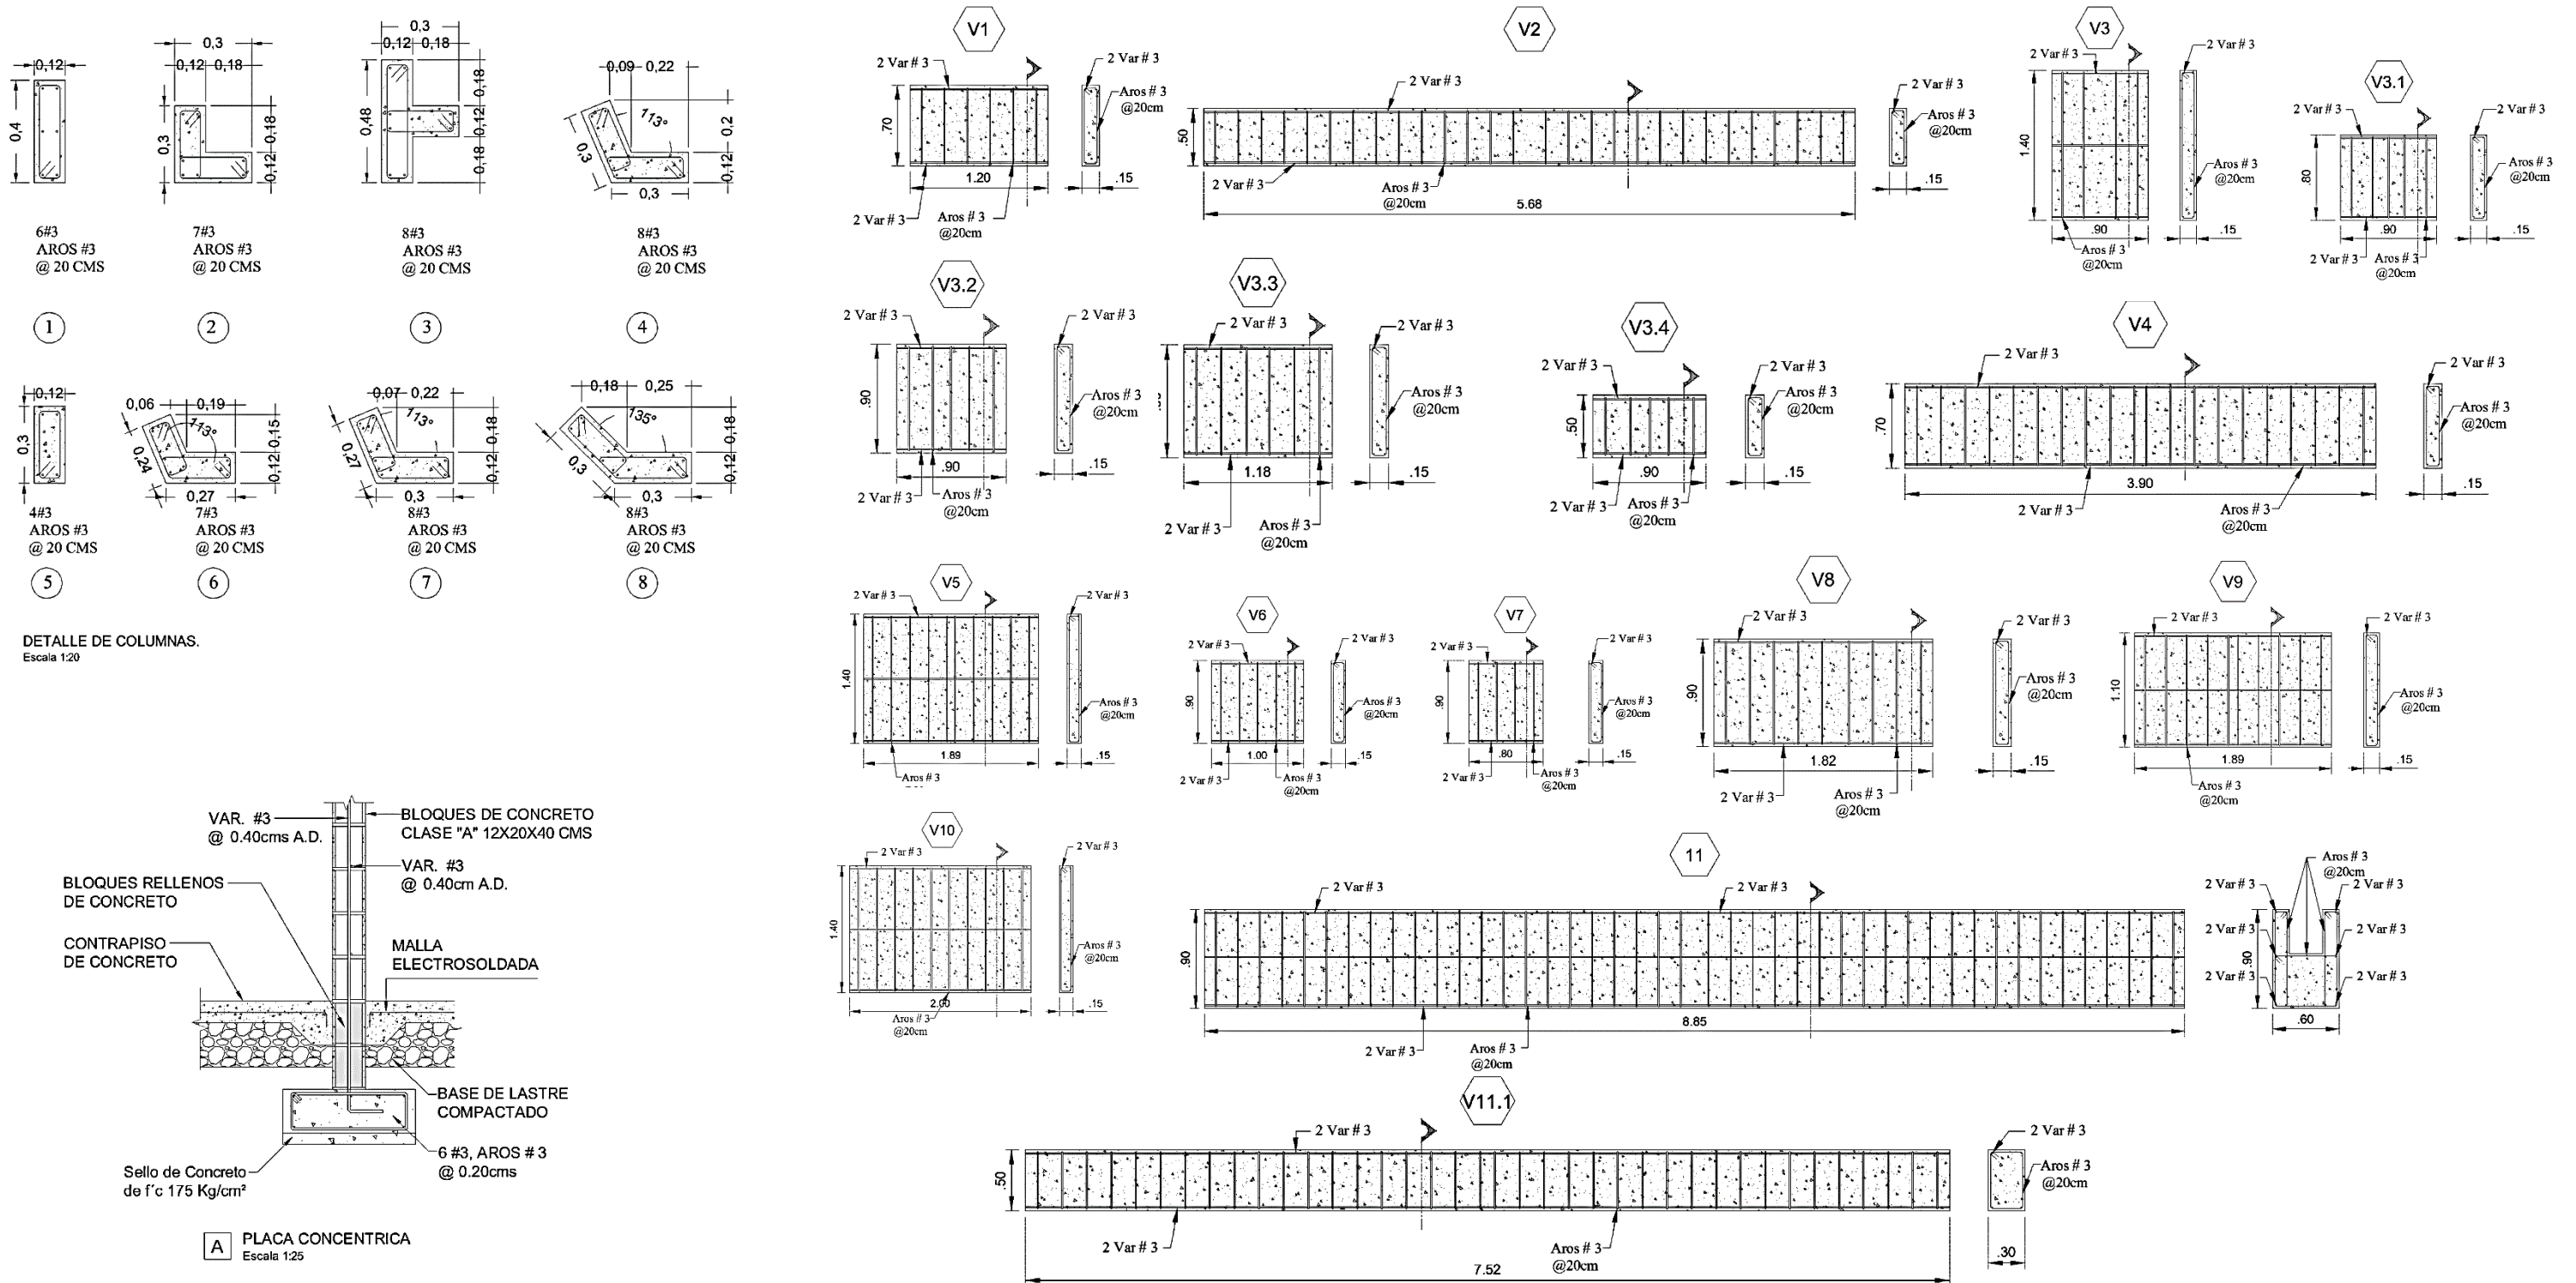 0,12
0,4
6#3
AROS #3
@ 20 CMS
1
0,3
0,12
0,18
0,3
0,18
0,12
7#3
AROS #3
@ 20 CMS
2
0,3
0,12
0,18
0,48
0,18
0,12
0,18
8#3
AROS #3
@ 20 CMS
3
0,09
0,22
113°
0,3
0,2
0,12
0,3
8#3
AROS #3
@ 20 CMS
4
0,12
0,3
4#3
AROS #3
@ 20 CMS
5
0,06
0,19
113°
0,24
0,15
0,12
0,27
7#3
AROS #3
@ 20 CMS
6
0,07
0,22
113°
0,27
0,18
0,12
0,3
8#3
AROS #3
@ 20 CMS
7
0,18
0,25
135°
0,3
0,18
0,12
0,3
8#3
AROS #3
@ 20 CMS
8
DETALLE DE COLUMNAS.
Escala 1:20
VAR. #3
@ 0.40cms A.D.
BLOQUES DE CONCRETO
CLASE "A" 12X20X40 CMS
VAR. #3
@ 0.40cm A.D.
BLOQUES RELLENOS
DE CONCRETO
CONTRAPISO
DE CONCRETO
MALLA
ELECTROSOLDADA
BASE DE LASTRE
COMPACTADO
6 #3, AROS # 3
@ 0.20cms
Sello de Concreto
de f´c 175 Kg/cm²
A
PLACA CONCENTRICA
Escala 1:25
V1
2 Var # 3
2 Var # 3
Aros # 3
@20cm
.70
1.20
.15
2 Var # 3
Aros # 3
@20cm
V2
2 Var # 3
2 Var # 3
Aros # 3
@20cm
.50
2 Var # 3
Aros # 3
@20cm
.15
5.68
V3
2 Var # 3
2 Var # 3
1.40
Aros # 3
@20cm
.90
.15
Aros # 3
@20cm
V3.1
2 Var # 3
2 Var # 3
.80
Aros # 3
@20cm
.90
.15
2 Var # 3
Aros # 3
@20cm
V3.2
2 Var # 3
2 Var # 3
.90
Aros # 3
@20cm
.90
.15
2 Var # 3
Aros # 3
@20cm
V3.3
2 Var # 3
2 Var # 3
Aros # 3
@20cm
1.18
.15
2 Var # 3
Aros # 3
@20cm
V3.4
2 Var # 3
2 Var # 3
.50
Aros # 3
@20cm
.90
.15
2 Var # 3
Aros # 3
@20cm
V4
2 Var # 3
2 Var # 3
.70
Aros # 3
@20cm
3.90
.15
2 Var # 3
Aros # 3
@20cm
V5
2 Var # 3
2 Var # 3
1.40
Aros # 3
@20cm
1.89
.15
Aros # 3
V6
2 Var # 3
2 Var # 3
.90
Aros # 3
@20cm
1.00
.15
2 Var # 3
Aros # 3
@20cm
V7
2 Var # 3
2 Var # 3
.90
Aros # 3
@20cm
.80
.15
2 Var # 3
Aros # 3
@20cm
V8
2 Var # 3
2 Var # 3
.90
Aros # 3
@20cm
1.82
.15
2 Var # 3
Aros # 3
@20cm
V9
2 Var # 3
2 Var # 3
1.10
Aros # 3
@20cm
1.89
.15
Aros # 3
@20cm
V10
2 Var # 3
2 Var # 3
1.40
Aros # 3
@20cm
2.00
.15
Aros # 3
@20cm
11
2 Var # 3
2 Var # 3
.90
8.85
2 Var # 3
Aros # 3
@20cm
Aros # 3
@20cm
2 Var # 3
2 Var # 3
2 Var # 3
2 Var # 3
.90
2 Var # 3
2 Var # 3
.60
V11.1
2 Var # 3
2 Var # 3
.50
Aros # 3
@20cm
2 Var # 3
Aros # 3
@20cm
.30
7.52